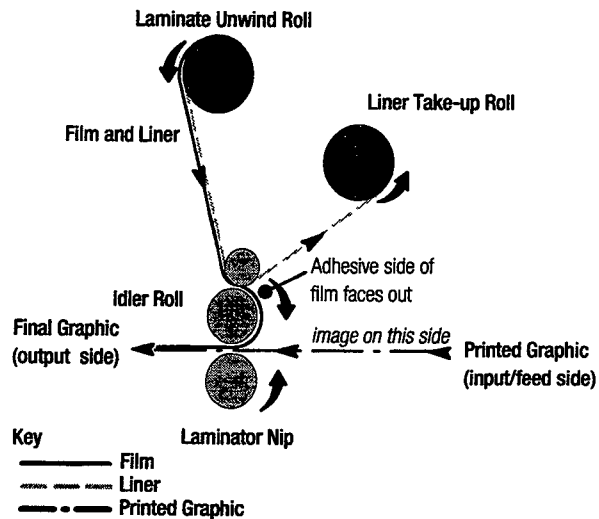 Laminate Unwind Roll
Liner Take-up Roll
Film and Liner
Adhesive side of
film faces out
Idler Roll
Final Graphic
(output side)
image on this side
Printed Graphic
(input/feed side)
Laminator Nip
Key
Film
Liner
Printed Graphic